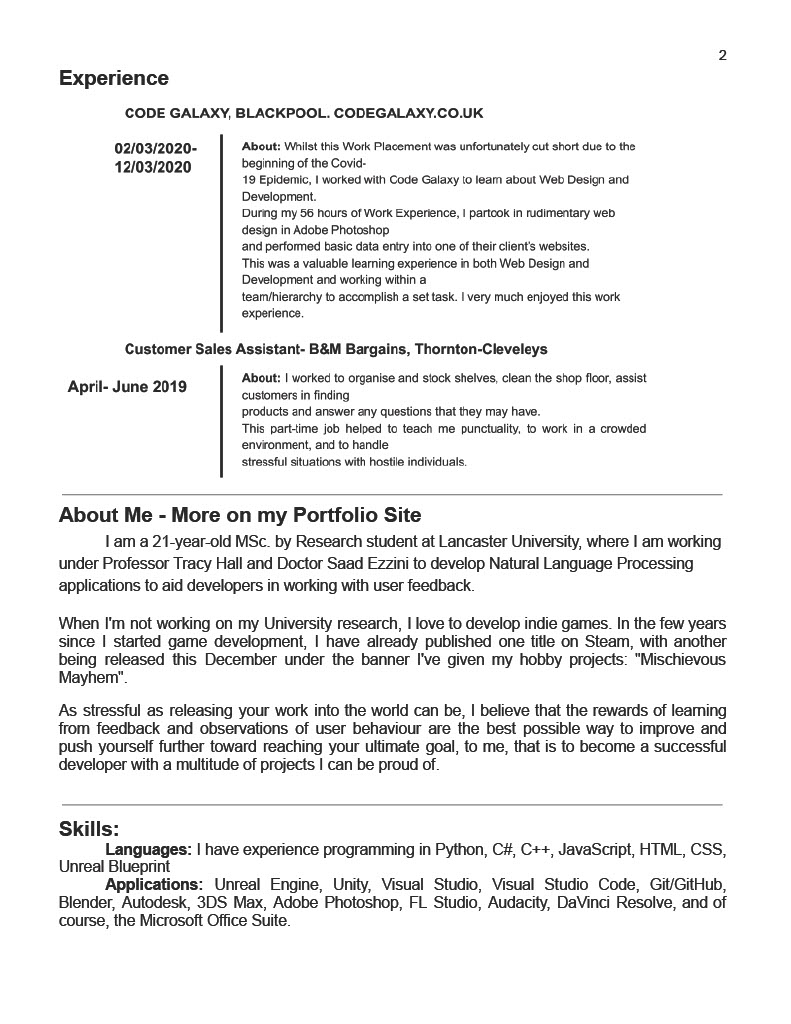 2
Experience
CODE GALAXY, BLACKPOOL. CODEGALAXY.CO.UK
02/03/2020-
12/03/2020
About: Whilst this Work Placement was unfortunately cut short due to the
beginning of the Covid-
19 Epidemic, I worked with Code Galaxy to learn about Web Design and
Development.
During my 56 hours of Work Experience, I partook in rudimentary web
design in Adobe Photoshop
and performed basic data entry into one of their client's websites.
This was a valuable learning experience in both Web Design and
Development and working within a
team/hierarchy to accomplish a set task. I very much enjoyed this work
experience.
Customer Sales Assistant- B&M Bargains, Thornton-Cleveleys
April- June 2019
About: I worked to organise and stock shelves, clean the shop floor, assist
customers in finding
products and answer any questions that they may have.
This part-time job helped to teach me punctuality, to work in a crowded
environment, and to handle
stressful situations with hostile individuals.
About Me - More on my Portfolio Site
I am a 21-year-old MSc. by Research student at Lancaster University, where I am working
under Professor Tracy Hall and Doctor Saad Ezzini to develop Natural Language Processing
applications to aid developers in working with user feedback.
When I'm not working on my University research, I love to develop indie games. In the few years
since I started game development, I have already published one title on Steam, with another
being released this December under the banner I've given my hobby projects: "Mischievous
Mayhem".
As stressful as releasing your work into the world can be, I believe that the rewards of learning
from feedback and observations of user behaviour are the best possible way to improve and
push yourself further toward reaching your ultimate goal, to me, that is to become a successful
developer with a multitude of projects I can be proud of.
Skills:
Languages: I have experience programming in Python, C#, C++, JavaScript, HTML, CSS,
Unreal Blueprint
Applications: Unreal Engine, Unity, Visual Studio, Visual Studio Code, Git/GitHub,
Blender, Autodesk, 3DS Max, Adobe Photoshop, FL Studio, Audacity, DaVinci Resolve, and of
course, the Microsoft Office Suite.